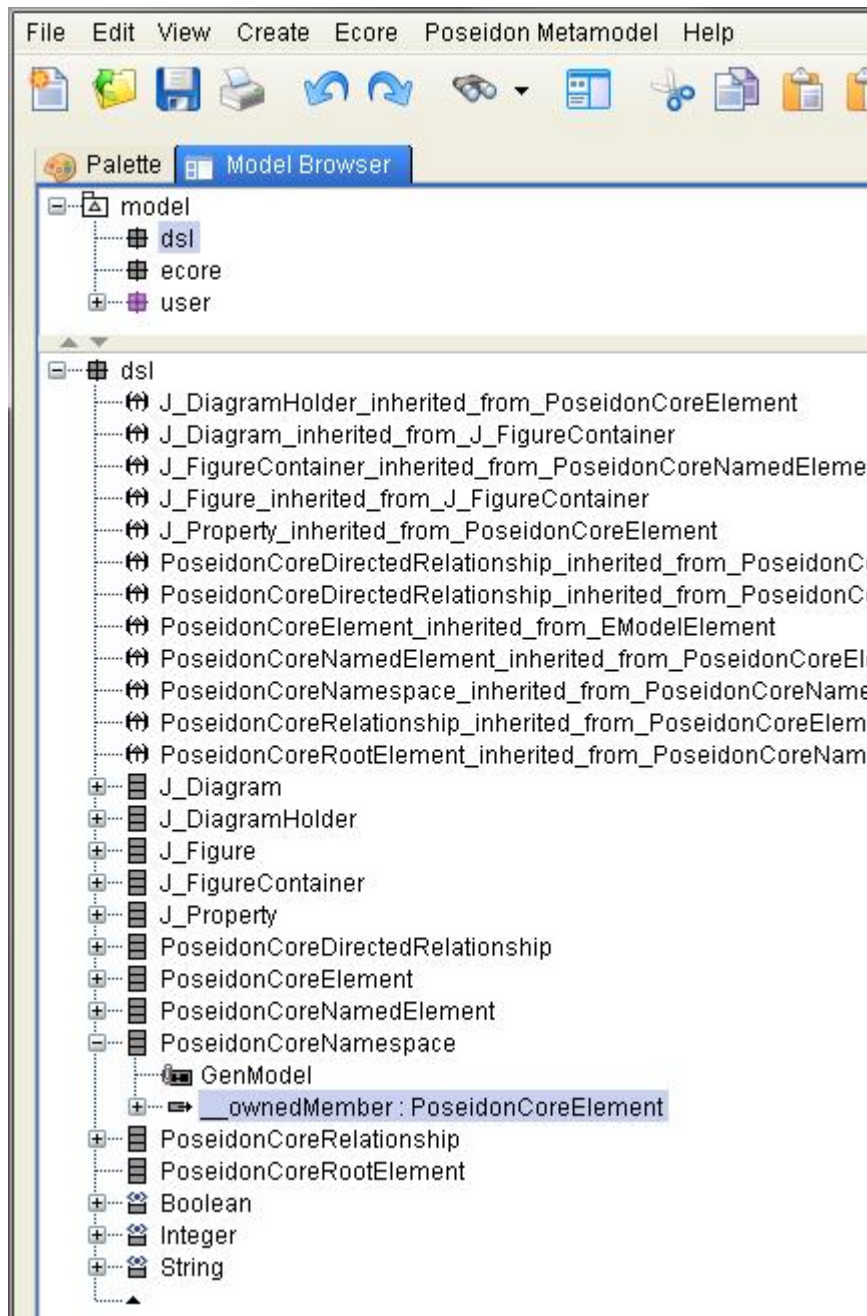 File Edit View Create Ecore Poseidon Metamodel Help
Palette Model Browser
model
dsl
ecore
user
dsl
J_DiagramHolder_inherited_from_PoseidonCoreElement
J_Diagram_inherited_from_J_FigureContainer
J_FigureContainer_inherited_from_PoseidonCoreNamedEleme
J_Figure_inherited_from_J_FigureContainer
J_Property_inherited_from_PoseidonCoreElement
PoseidonCoreDirectedRelationship_inherited_from_PoseidonC
PoseidonCoreDirectedRelationship_inherited_from_PoseidonC
PoseidonCoreElement_inherited_from_EModelElement
PoseidonCoreNamedElement_inherited_from_PoseidonCoreEl
PoseidonCoreNamespace_inherited_from_PoseidonCoreName
PoseidonCoreRelationship_inherited_from_PoseidonCoreElem
PoseidonCoreRootElement_inherited_from_PoseidonCoreNam
J_Diagram
J_DiagramHolder
J_Figure
J_FigureContainer
J_Property
PoseidonCoreDirectedRelationship
PoseidonCoreElement
PoseidonCoreNamedElement
PoseidonCoreNamespace
GenModel
__ownedMember : PoseidonCoreElement
PoseidonCoreRelationship
PoseidonCoreRootElement
Boolean
Integer
String